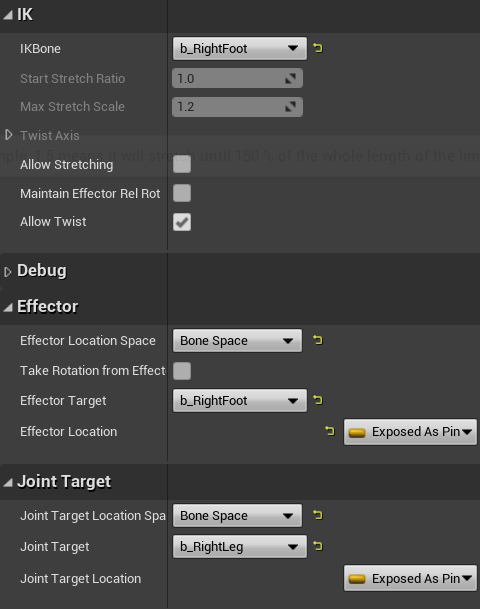 IK
IKBone b_RightFoot
Start Stretch Ratio 1.0
Max Stretch Scale 1.2
Twist Axis
1.5 means it will stretch until 150 % of the whole length of the lim
Allow Stretching
Maintain Effector Rel Rot
Allow Twist
Debug
Effector
Effector Location Space Bone Space
Take Rotation from Effect
Effector Target b_RightFoot
Effector Location Exposed As Pin
Joint Target
Joint Target Location Spa Bone Space
Joint Target b_RightLeg
Joint Target Location Exposed As Pin